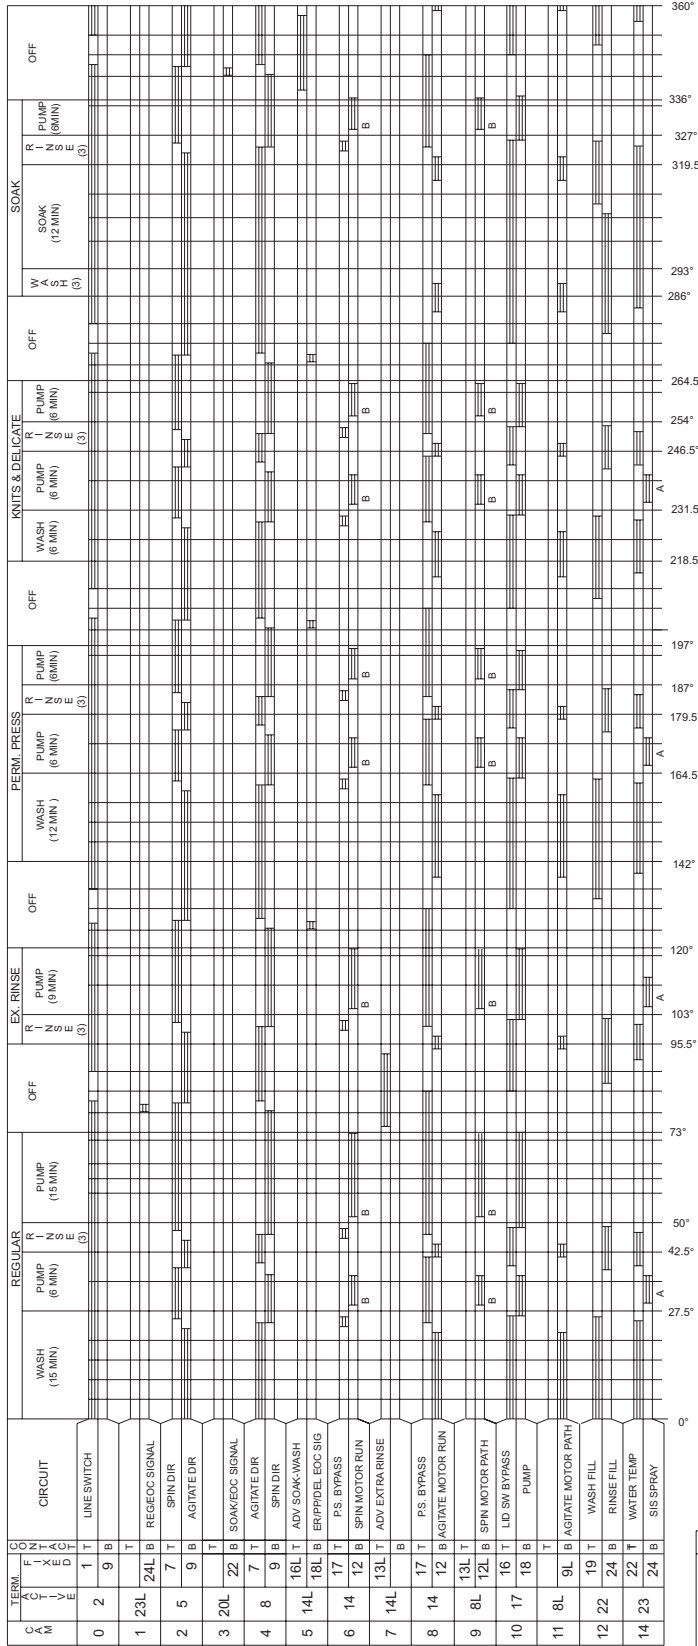 CAM
TERM.
ACTIVE
FIXED
CONTACT
CIRCUIT
REGULAR
WASH
(15 MIN)
PUMP
(6 MIN)
RINSE
(3)
PUMP
(15 MIN)
OFF
EX. RINSE
RINSE
(3)
PUMP
(9 MIN)
OFF
PERM. PRESS
WASH
(12 MIN )
PUMP
(6 MIN)
RINSE
(3)
PUMP
(6MIN)
OFF
KNITS & DELICATE
WASH
(6 MIN)
PUMP
(6 MIN)
RINSE
(3)
PUMP
(6 MIN)
OFF
SOAK
WASH
(3)
SOAK
(12 MIN)
RINSE
(3)
PUMP
(6MIN)
OFF
0 2 1 T LINE SWITCH
9 B
1 23L T
24L B REG/EOC SIGNAL
2 5 7 T SPIN DIR
9 B AGITATE DIR
3 20L T
22 B SOAK/EOC SIGNAL
4 8 7 T AGITATE DIR
9 B SPIN DIR
5 14L 16L T ADV SOAK-WASH
18L B ER/PP/DEL EOC SIG
6 14 17 T P.S. BYPASS
12 B SPIN MOTOR RUN
B B B B B B B B
7 14L 13L T ADV EXTRA RINSE
B
8 14 17 T P.S. BYPASS
12 B AGITATE MOTOR RUN
9 8L 13L T
12L B SPIN MOTOR PATH
B B B B B B B B
10 17 16 T LID SW BYPASS
18 B PUMP
11 8L T
9L B AGITATE MOTOR PATH
12 22 19 T WASH FILL
24 B RINSE FILL
14 23 22 T WATER TEMP
24 B SIS SPRAY
A A A A
0° 27.5° 42.5° 50° 73° 95.5° 103° 120° 142° 164.5° 179.5° 187° 197° 218.5° 231.5° 246.5° 254° 264.5° 286° 293° 319.5 327° 336° 360°